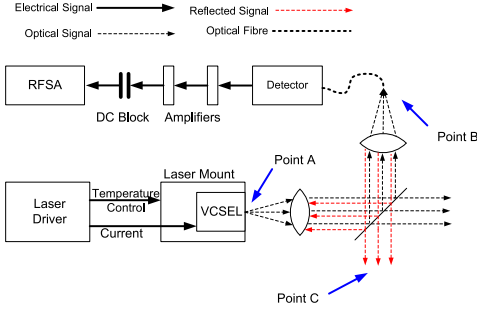 Electrical Signal
Reflected Signal
Optical Signal
Optical Fibre
RFSA
Detector
DC Block
Amplifiers
Point B
Laser Mount
Point A
Laser
Driver
Temperature
Control
VCSEL
Current
Point C